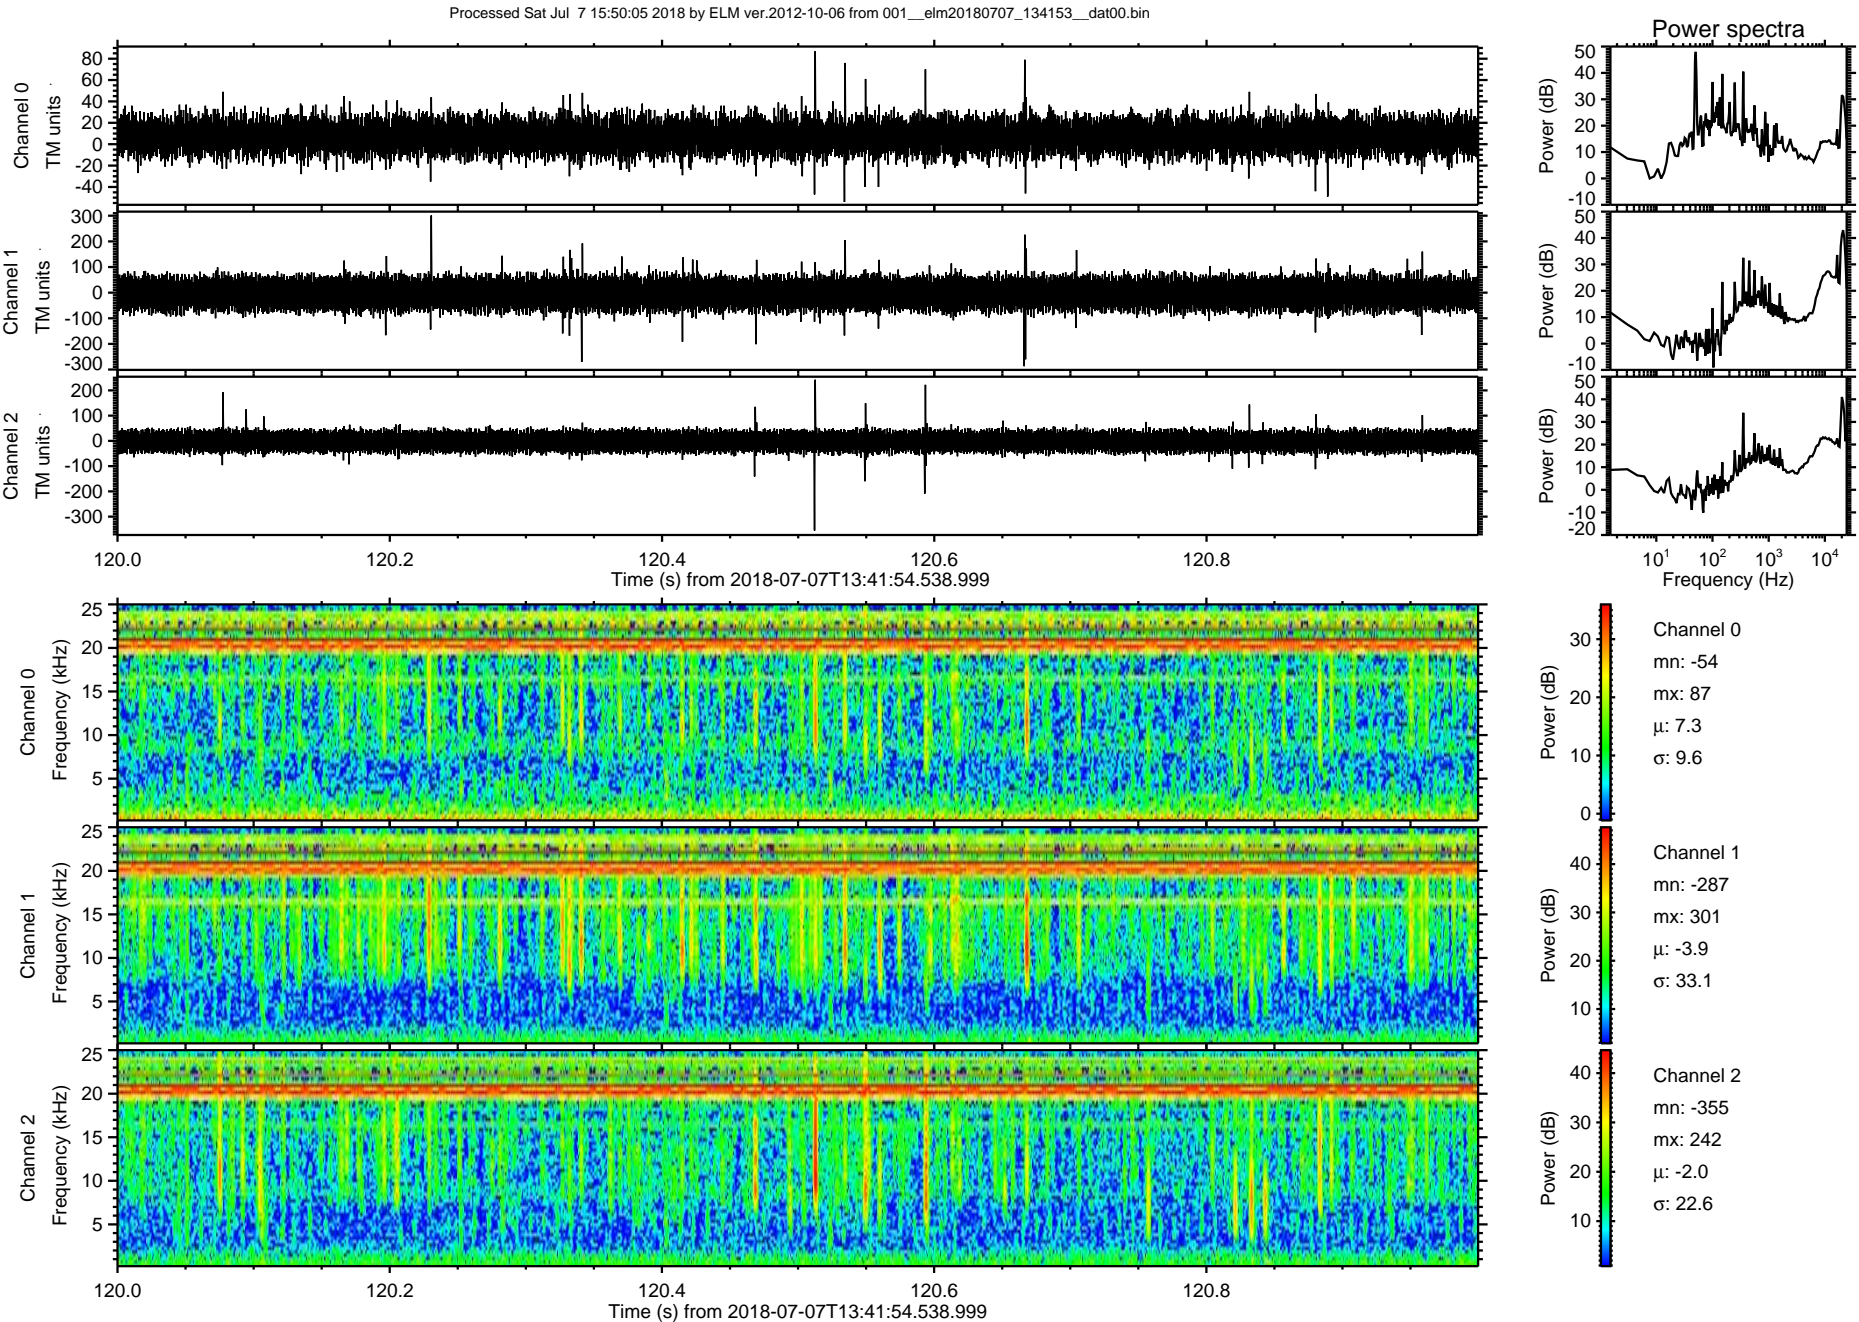 Processed Sat Jul  7 15:50:05 2018 by ELM ver.2012-10-06 from 001__elm20180707_134153__dat00.bin
Power spectra
Channel 0
TM units
80
60
40
20
0
-20
-40
Power (dB)
50
40
30
20
10
0
-10
Channel 1
TM units
300
200
100
0
-100
-200
-300
Power (dB)
50
40
30
20
10
0
-10
Channel 2
TM units
200
100
0
-100
-200
-300
Power (dB)
50
40
30
20
10
0
-10
-20
120.0 120.2 120.4 120.6 120.8
Time (s) from 2018-07-07T13:41:54.538.999
10¹ 10² 10³ 10⁴
Frequency (Hz)
Channel 0
Frequency (kHz)
25
20
15
10
5
Power (dB)
30
20
10
0
Channel 0
mn: -54
mx: 87
μ: 7.3
σ: 9.6
Channel 1
Frequency (kHz)
25
20
15
10
5
Power (dB)
40
30
20
10
Channel 1
mn: -287
mx: 301
μ: -3.9
σ: 33.1
Channel 2
Frequency (kHz)
25
20
15
10
5
Power (dB)
40
30
20
10
Channel 2
mn: -355
mx: 242
μ: -2.0
σ: 22.6
120.0 120.2 120.4 120.6 120.8
Time (s) from 2018-07-07T13:41:54.538.999